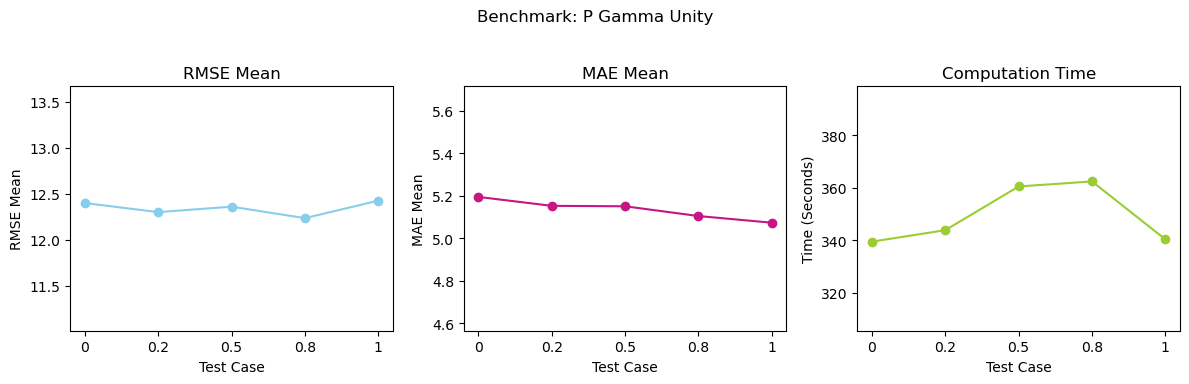 Benchmark: P Gamma Unity
RMSE Mean
RMSE Mean
13.5
13.0
12.5
12.0
11.5
0 0.2 0.5 0.8 1
Test Case
MAE Mean
MAE Mean
5.6
5.4
5.2
5.0
4.8
4.6
0 0.2 0.5 0.8 1
Test Case
Computation Time
Time (Seconds)
380
360
340
320
0 0.2 0.5 0.8 1
Test Case